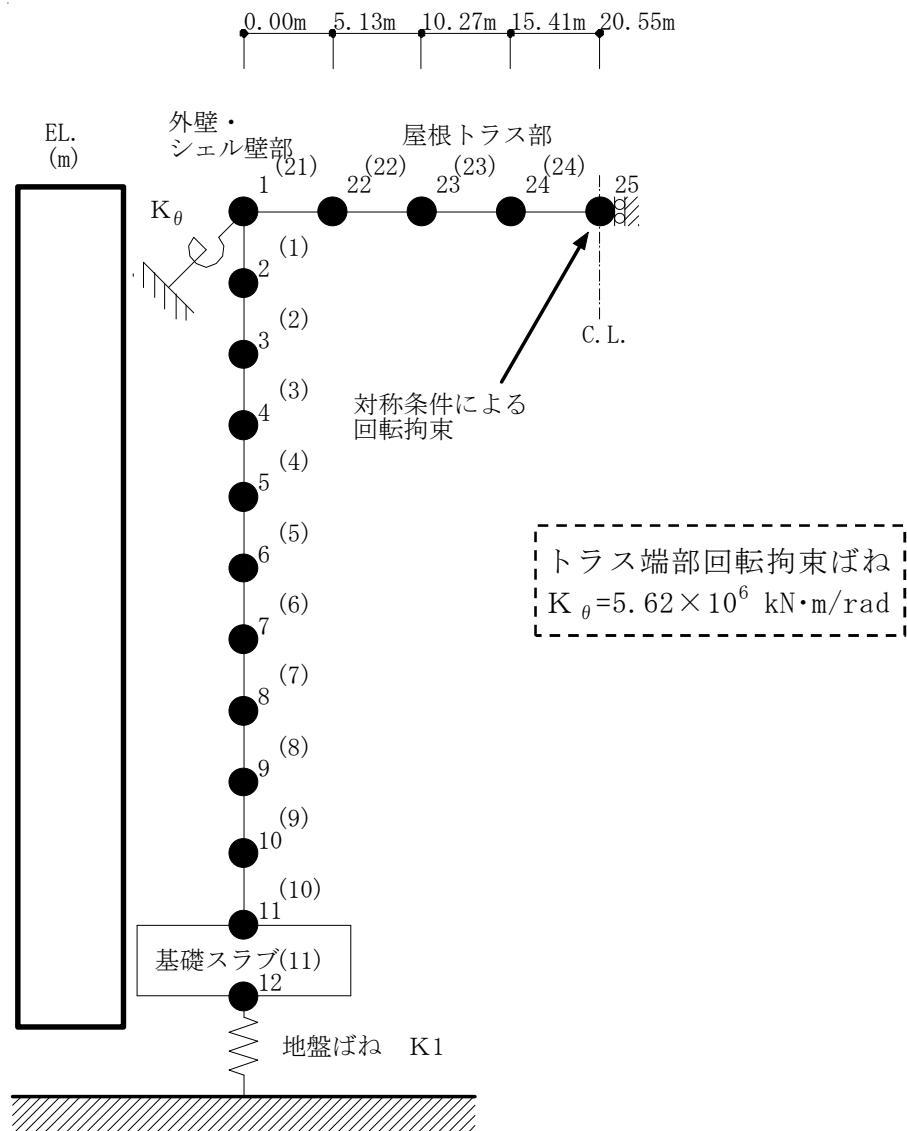 0.00m 5.13m 10.27m 15.41m 20.55m
EL.
(m)
外壁・
シェル壁部
屋根トラス部
(21) (22) (23) (24)
1 22 23 24 25
Kθ
(1)
2
(2)
3
(3)
4
(4)
5
(5)
6
(6)
7
(7)
8
(8)
9
(9)
10
(10)
11
C.L.
対称条件による
回転拘束
トラス端部回転拘束ばね
Kθ=5.62×10⁶ kN・m/rad
基礎スラブ(11)
12
地盤ばね K1